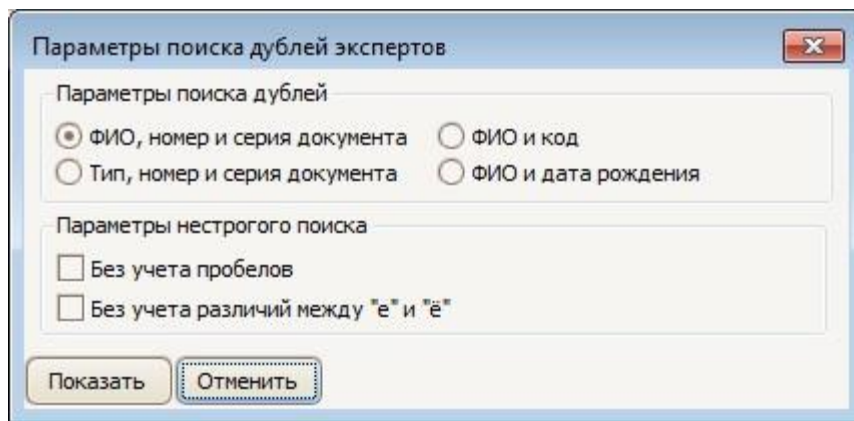 Параметры поиска дублей экспертов
Параметры поиска дублей
ФИО, номер и серия документа ФИО и код
Тип, номер и серия документа ФИО и дата рождения
Параметры нестрогого поиска
Без учета пробелов
Без учета различий между "е" и "ё"
Показать Отменить